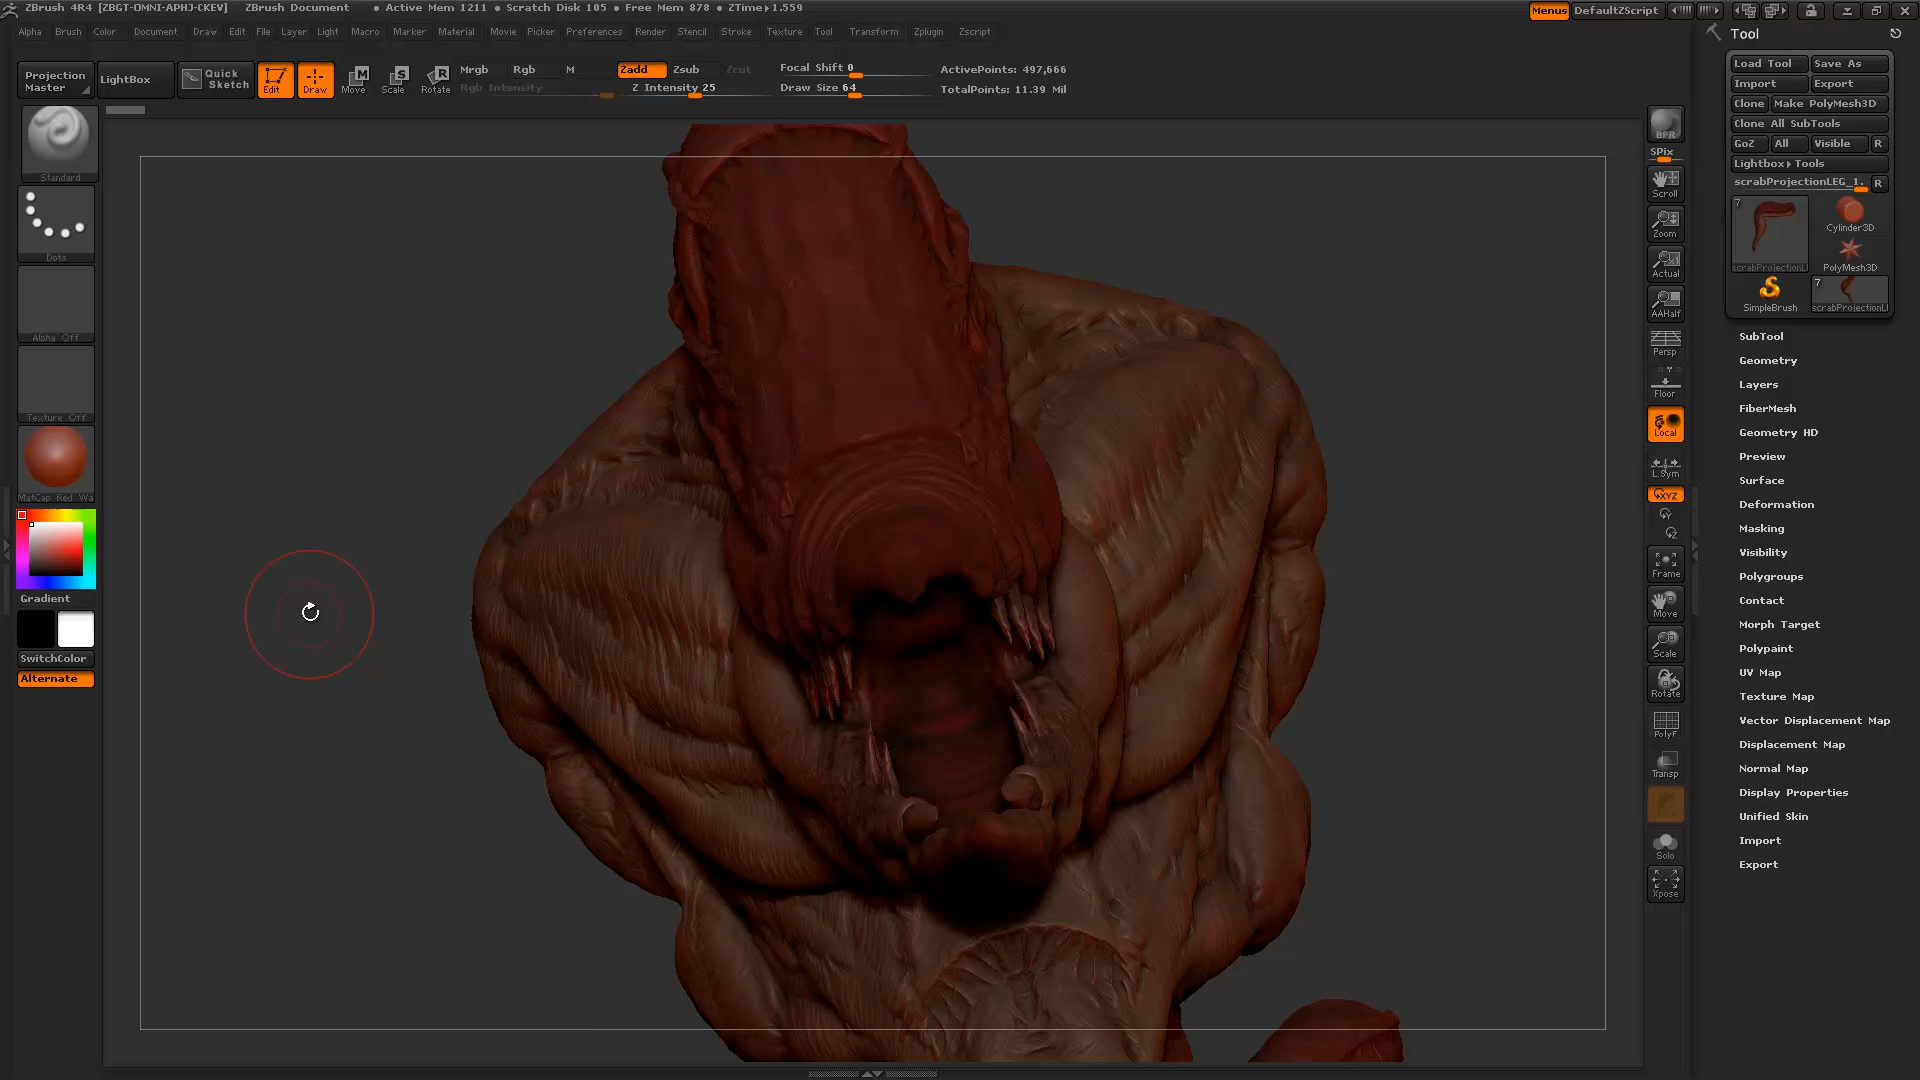 ZBrush 4R4 [ZBGT-OMNI-APHJ-CKEV] ZBrush Document • Active Mem 1211 • Scratch Disk 105 • Free Mem 878 • ZTime▸1.559 Menus DefaultZScript
Alpha Brush Color Document Draw Edit File Layer Light Macro Marker Material Movie Picker Preferences Render Stencil Stroke Texture Tool Transform Zplugin Zscript
Projection Master
LightBox
Quick Sketch
Edit
Draw
Move
Scale
Rotate
Mrgb Rgb M
Rgb Intensity
Zadd Zsub Zcut
Z Intensity 25
Focal Shift 0
Draw Size 64
ActivePoints: 497,666
TotalPoints: 11.39 Mil
Standard
Dots
Alpha Off
Texture Off
MatCap Red Wa
Gradient
SwitchColor
Alternate
BPR
SPix
Scroll
Zoom
Actual
AAHalf
Persp
Floor
Local
L.Sym
XYZ
Y
Z
Frame
Move
Scale
Rotate
PolyF
Transp
Solo
Xpose
Tool
Load Tool Save As
Import Export
Clone Make PolyMesh3D
Clone All SubTools
GoZ All Visible R
Lightbox▸Tools
scrabProjectionLEG_1. R
7
scrabProjectionL
Cylinder3D
PolyMesh3D
SimpleBrush
7
scrabProjectionLI
SubTool
Geometry
Layers
FiberMesh
Geometry HD
Preview
Surface
Deformation
Masking
Visibility
Polygroups
Contact
Morph Target
Polypaint
UV Map
Texture Map
Vector Displacement Map
Displacement Map
Normal Map
Display Properties
Unified Skin
Import
Export